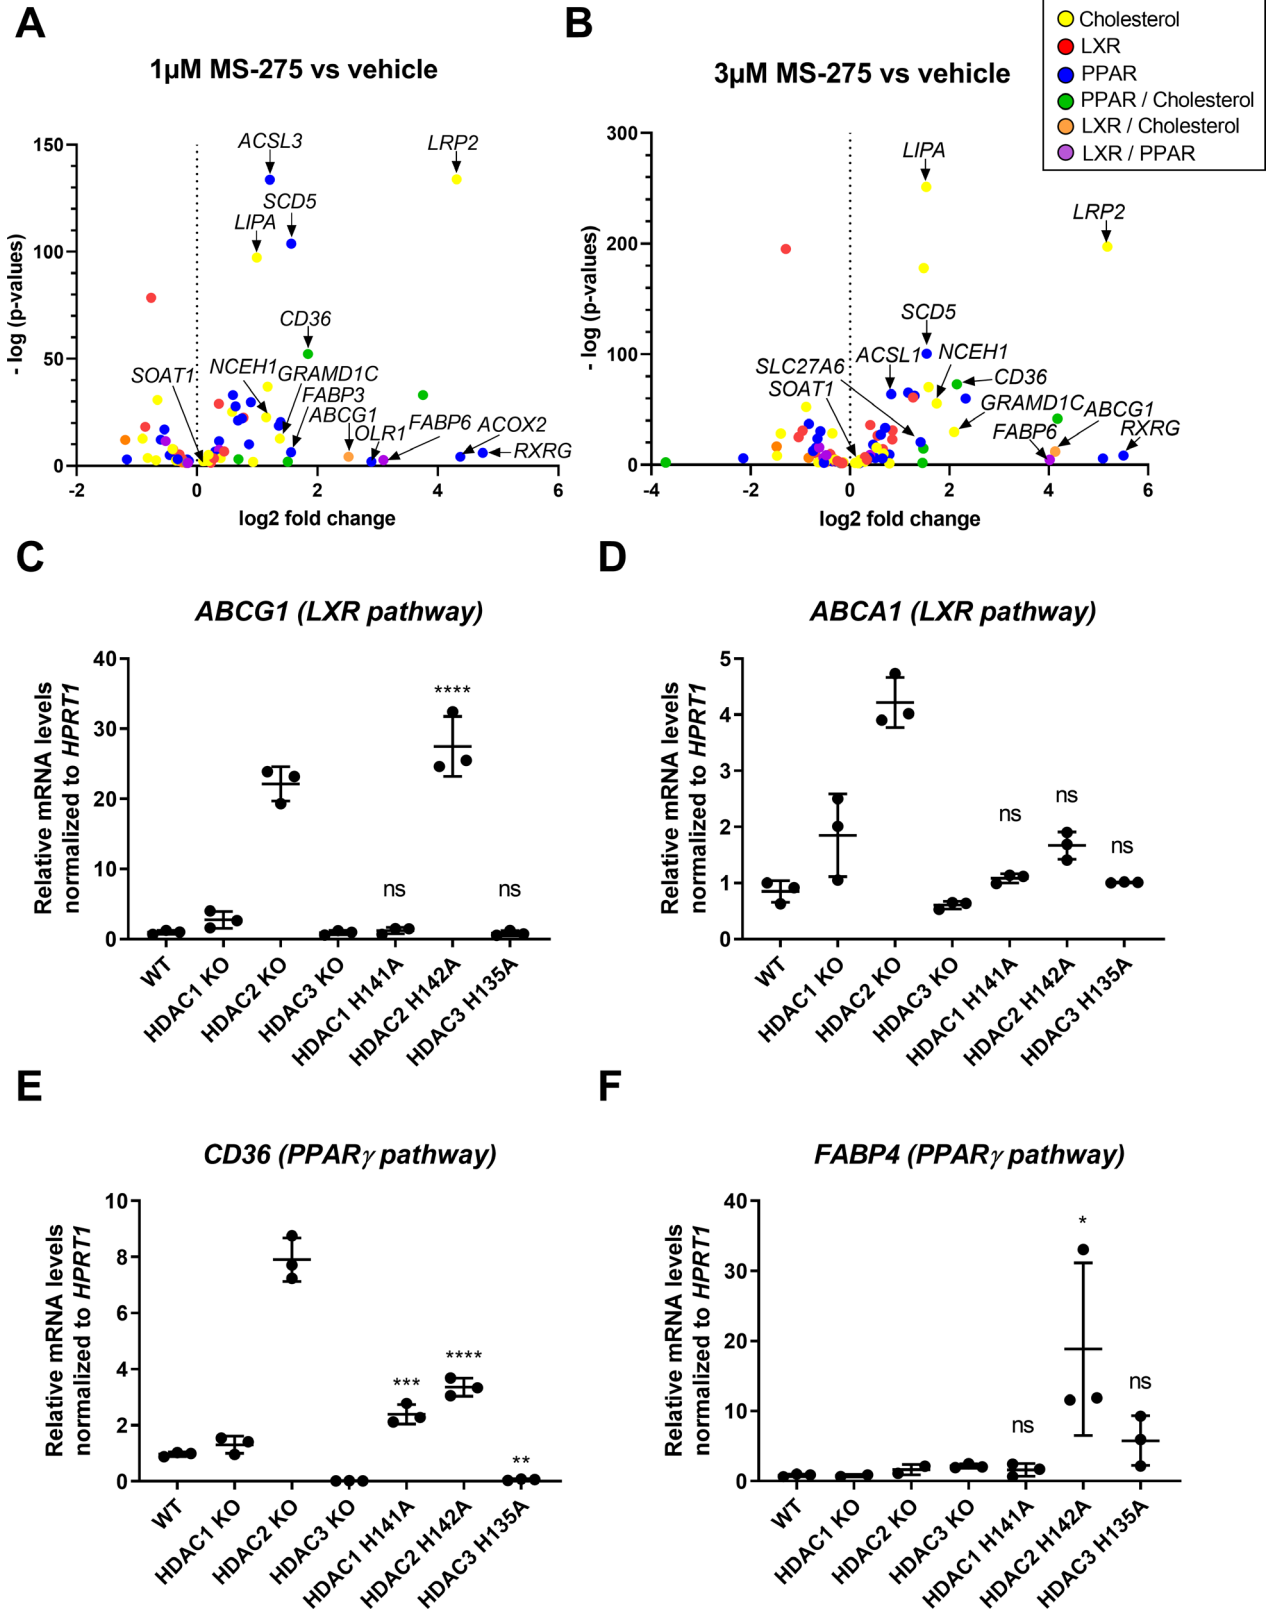 A
B
Cholesterol
LXR
PPAR
PPAR / Cholesterol
LXR / Cholesterol
LXR / PPAR
1µM MS-275 vs vehicle
- log (p-values)
150
100
50
0
-2
0
2
4
6
log2 fold change
ACSL3
LRP2
SCD5
LIPA
CD36
SOAT1
NCEH1
GRAMD1C
FABP3
ABCG1
OLR1
FABP6
ACOX2
RXRG
3µM MS-275 vs vehicle
- log (p-values)
300
200
100
0
-4
-2
0
2
4
6
log2 fold change
LIPA
LRP2
SCD5
SLC27A6
ACSL1
NCEH1
SOAT1
CD36
GRAMD1C
ABCG1
FABP6
RXRG
C
ABCG1 (LXR pathway)
Relative mRNA levels
normalized to HPRT1
40
30
20
10
0
ns
****
ns
WT
HDAC1 KO
HDAC2 KO
HDAC3 KO
HDAC1 H141A
HDAC2 H142A
HDAC3 H135A
D
ABCA1 (LXR pathway)
Relative mRNA levels
normalized to HPRT1
5
4
3
2
1
0
ns
ns
ns
WT
HDAC1 KO
HDAC2 KO
HDAC3 KO
HDAC1 H141A
HDAC2 H142A
HDAC3 H135A
E
CD36 (PPARγ pathway)
Relative mRNA levels
normalized to HPRT1
10
8
6
4
2
0
***
****
**
WT
HDAC1 KO
HDAC2 KO
HDAC3 KO
HDAC1 H141A
HDAC2 H142A
HDAC3 H135A
F
FABP4 (PPARγ pathway)
Relative mRNA levels
normalized to HPRT1
40
30
20
10
0
ns
*
ns
WT
HDAC1 KO
HDAC2 KO
HDAC3 KO
HDAC1 H141A
HDAC2 H142A
HDAC3 H135A